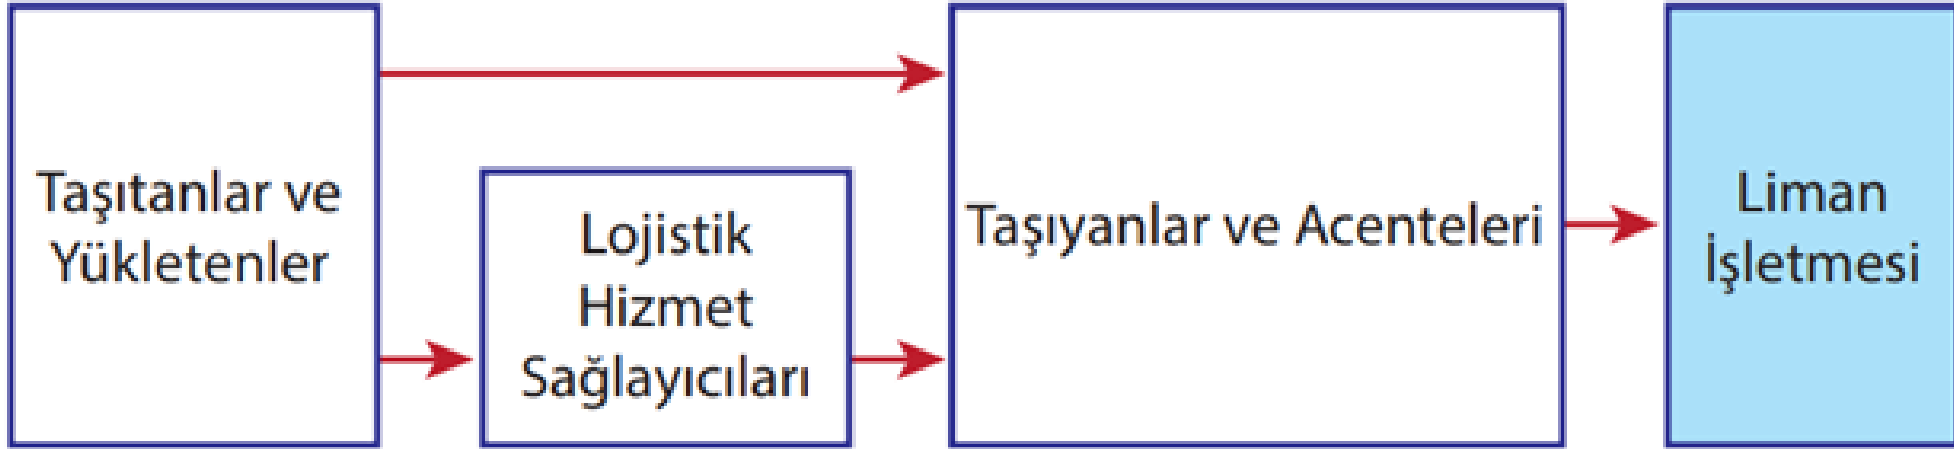 Taşıtanlar ve
Yükletenler
Lojistik
Hizmet
Sağlayıcıları
Taşıyanlar ve Acenteleri
Liman
İşletmesi